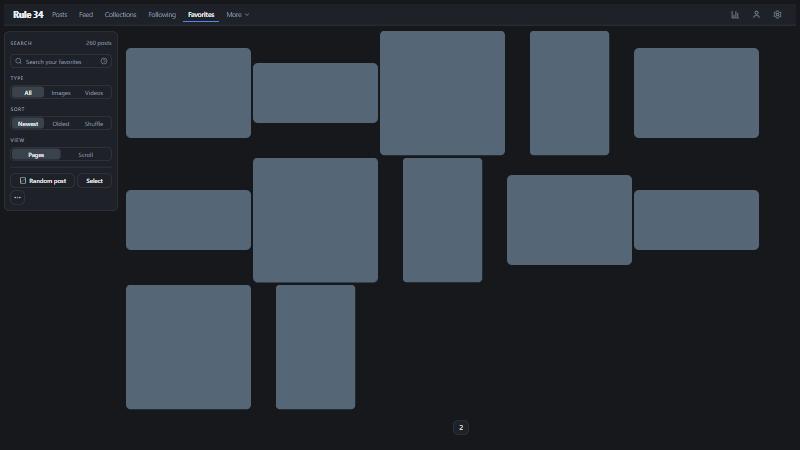 Rule 34 Posts Feed Collections Following Favorites More
SEARCH 260 posts
Search your favorites
TYPE
All Images Videos
SORT
Newest Oldest Shuffle
VIEW
Pages Scroll
Random post Select
2